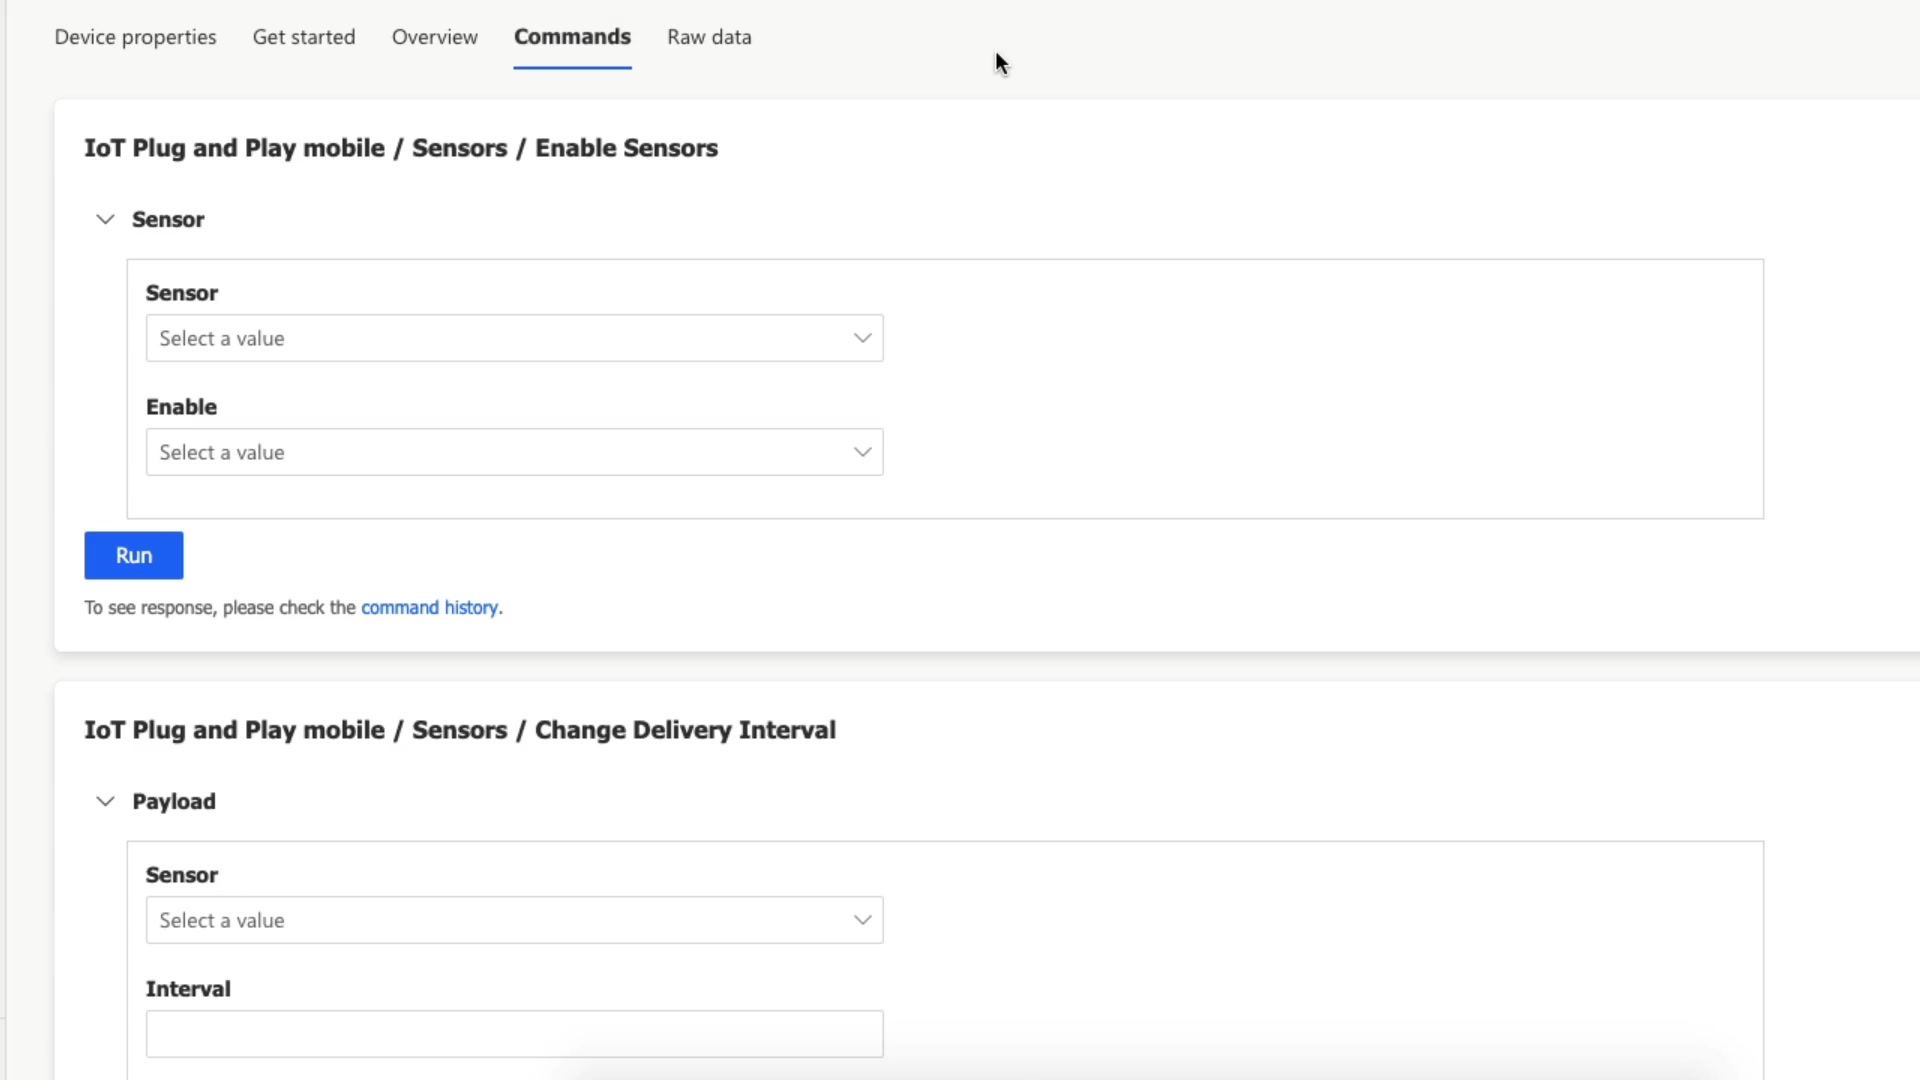 Device properties Get started Overview Commands Raw data
IoT Plug and Play mobile / Sensors / Enable Sensors
Sensor
Sensor
Select a value
Enable
Select a value
Run
To see response, please check the command history.
IoT Plug and Play mobile / Sensors / Change Delivery Interval
Payload
Sensor
Select a value
Interval